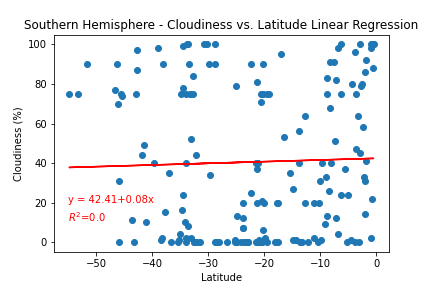 Southern Hemisphere - Cloudiness vs. Latitude Linear Regression
100
80
60
40
20
0
Cloudiness (%)
y = 42.41+0.08x
R²=0.0
−50 −40 −30 −20 −10 0
Latitude